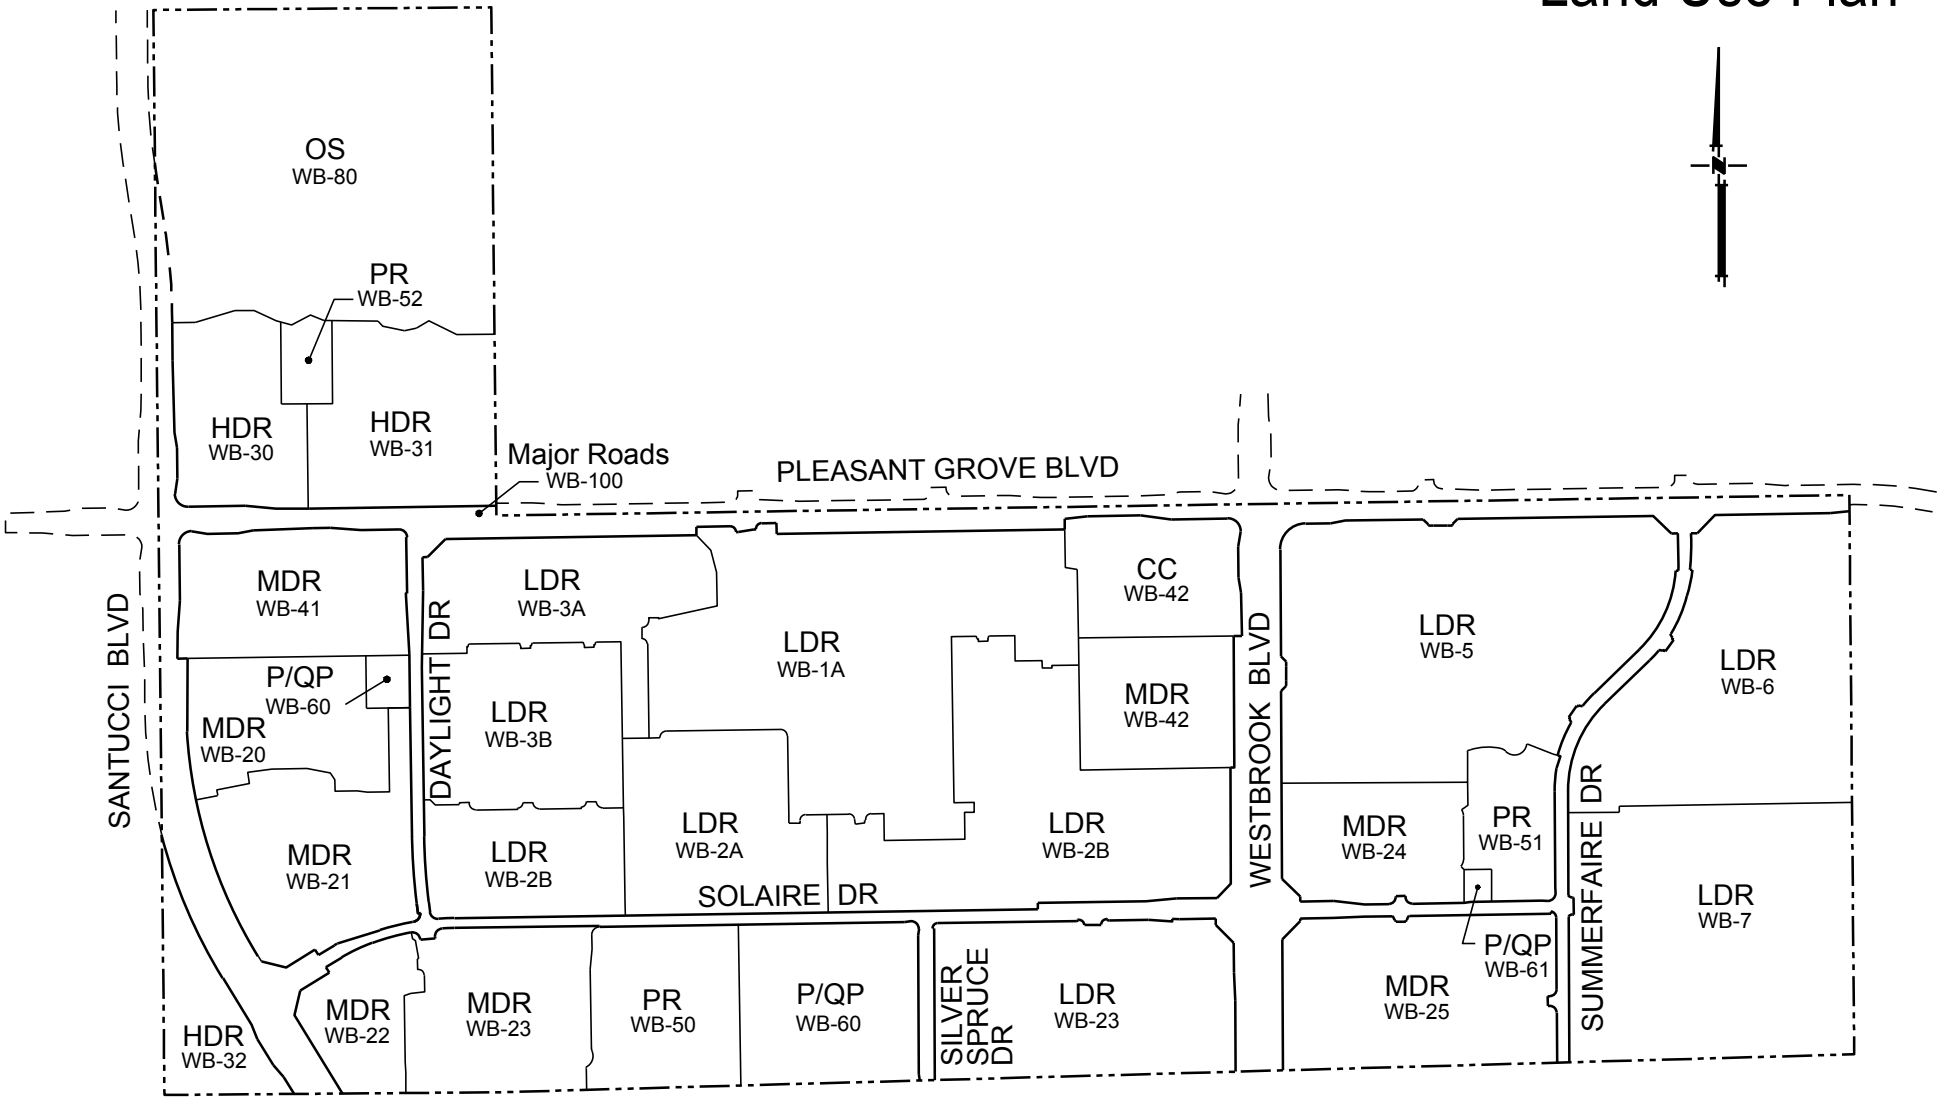 Land Use Plan
N
OS
WB-80
PR
WB-52
HDR
WB-30
HDR
WB-31
Major Roads
WB-100
PLEASANT GROVE BLVD
SANTUCCI BLVD
MDR
WB-41
DAYLIGHT DR
LDR
WB-3A
LDR
WB-1A
CC
WB-42
WESTBROOK BLVD
LDR
WB-5
LDR
WB-6
P/QP
WB-60
MDR
WB-20
LDR
WB-3B
MDR
WB-42
MDR
WB-21
LDR
WB-2B
LDR
WB-2A
LDR
WB-2B
MDR
WB-24
PR
WB-51
SUMMERFAIRE DR
LDR
WB-7
SOLAIRE DR
P/QP
WB-61
HDR
WB-32
MDR
WB-22
MDR
WB-23
PR
WB-50
P/QP
WB-60
SILVER
SPRUCE
DR
LDR
WB-23
MDR
WB-25